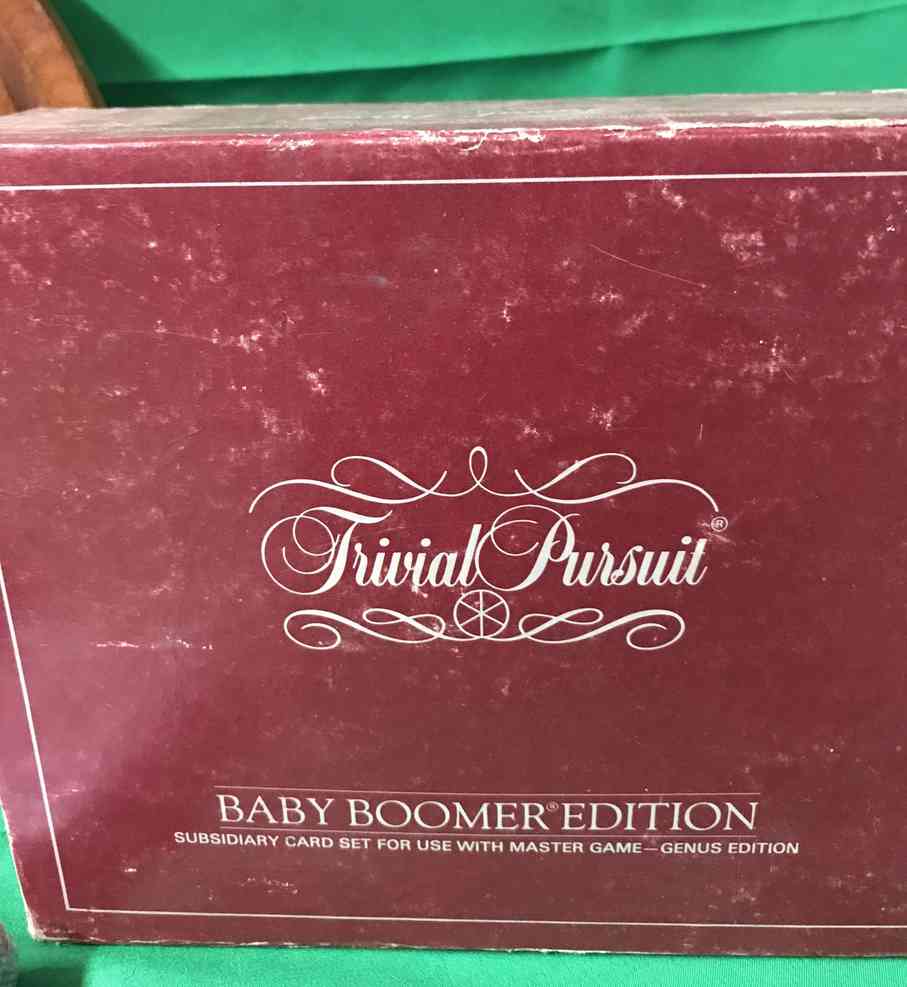 Trivial Pursuit®
BABY BOOMER® EDITION
SUBSIDIARY CARD SET FOR USE WITH MASTER GAME—GENUS EDITION